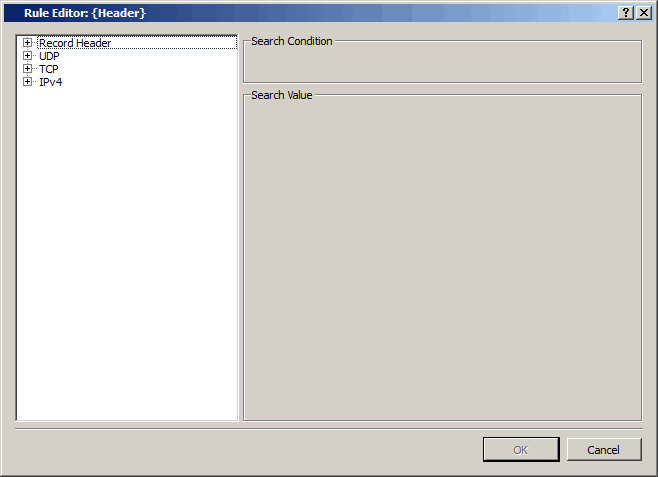 Rule Editor: {Header}
Record Header
UDP
TCP
IPv4
Search Condition
Search Value
OK
Cancel